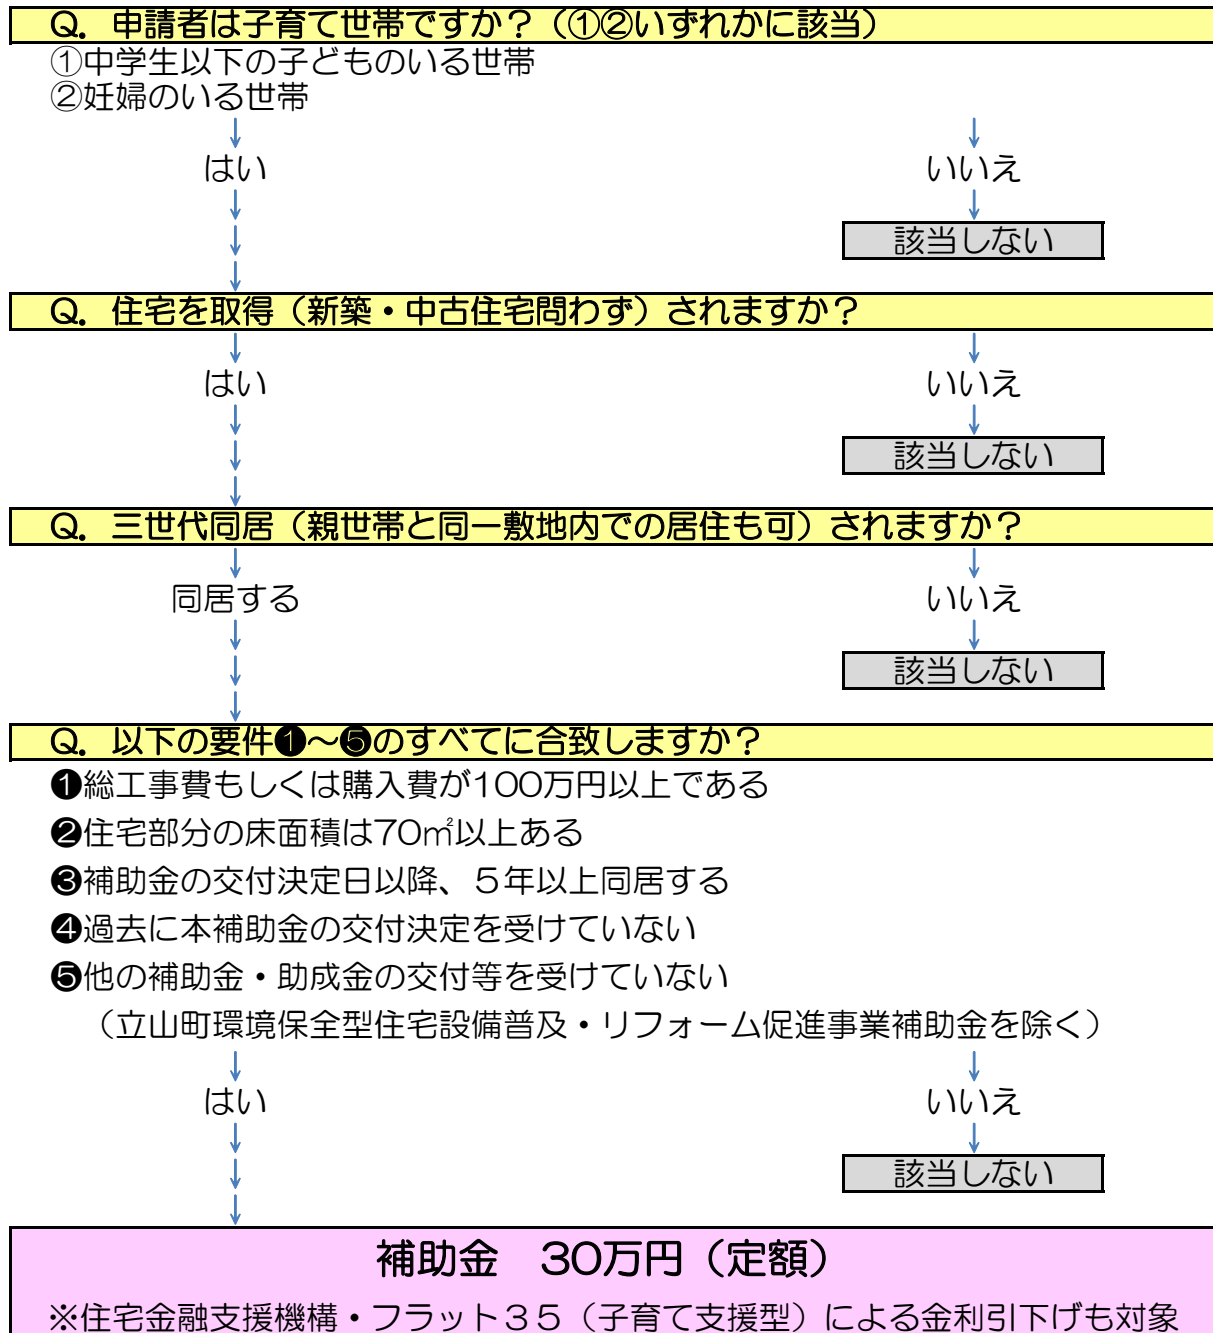 Q．申請者は子育て世帯ですか？（①②いずれかに該当）
①中学生以下の子どものいる世帯
②妊婦のいる世帯
はい
いいえ
該当しない
Q．住宅を取得（新築・中古住宅問わず）されますか？
はい
いいえ
該当しない
Q．三世代同居（親世帯と同一敷地内での居住も可）されますか？
同居する
いいえ
該当しない
Q．以下の要件❶～❺のすべてに合致しますか？
❶総工事費もしくは購入費が100万円以上である
❷住宅部分の床面積は70㎡以上ある
❸補助金の交付決定日以降、５年以上同居する
❹過去に本補助金の交付決定を受けていない
❺他の補助金・助成金の交付等を受けていない
（立山町環境保全型住宅設備普及・リフォーム促進事業補助金を除く）
はい
いいえ
該当しない
補助金　30万円（定額）
※住宅金融支援機構・フラット３５（子育て支援型）による金利引下げも対象